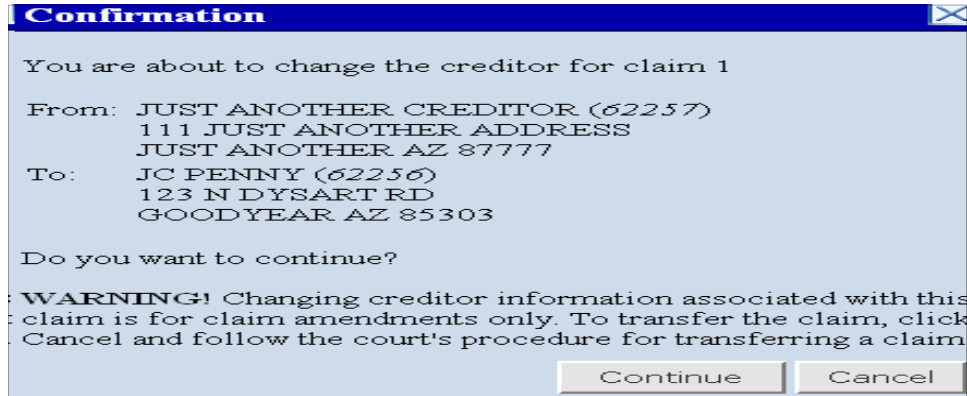 Confirmation
You are about to change the creditor for claim 1
From: JUST ANOTHER CREDITOR (62257)
111 JUST ANOTHER ADDRESS
JUST ANOTHER AZ 87777
To: JC PENNY (62256)
123 N DYSART RD
GOODYEAR AZ 85303
Do you want to continue?
WARNING! Changing creditor information associated with this
claim is for claim amendments only. To transfer the claim, click
Cancel and follow the court's procedure for transferring a claim
Continue Cancel